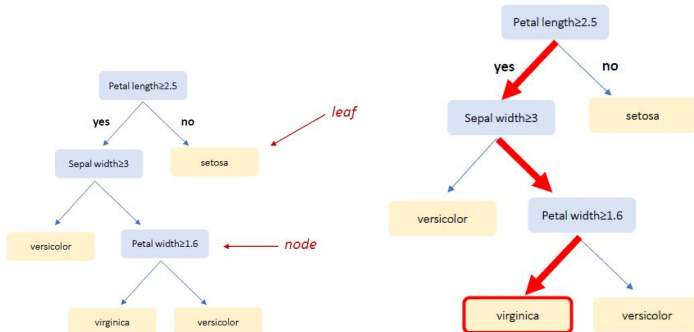 Petal length≥2.5
yes
no
leaf
Sepal width≥3
setosa
versicolor
Petal width≥1.6
node
virginica
versicolor
Petal length≥2.5
yes
no
Sepal width≥3
setosa
versicolor
Petal width≥1.6
virginica
versicolor